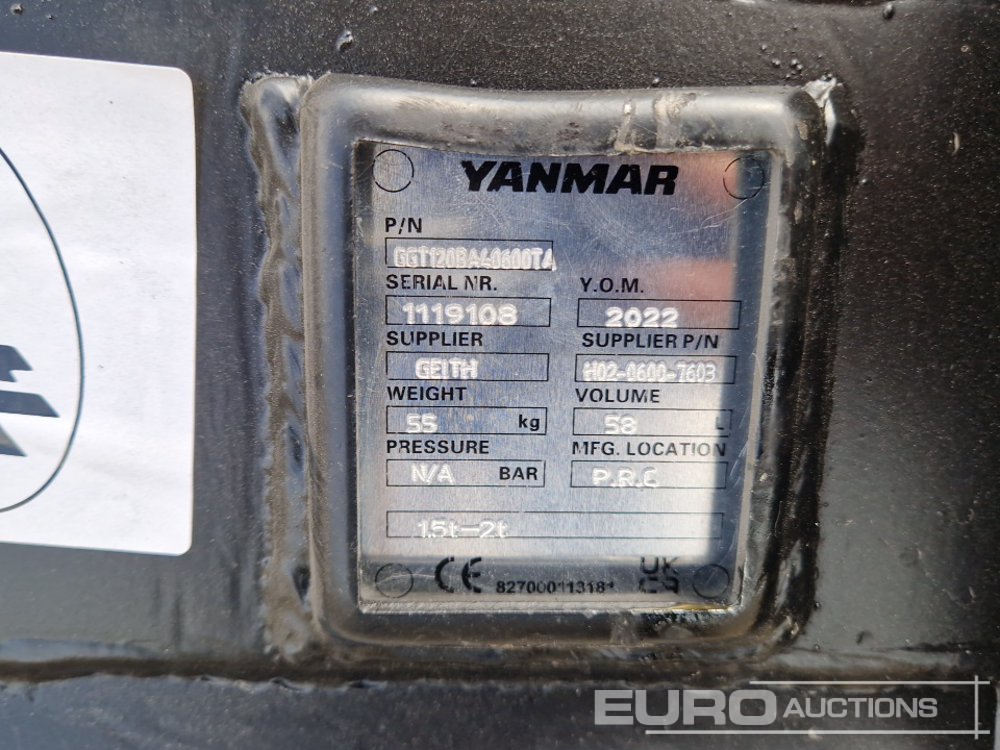 YANMAR
P/N
GGT120BA40600TA
SERIAL NR. Y.O.M.
1119108 2022
SUPPLIER SUPPLIER P/N
GEITH H02-0600-7603
WEIGHT VOLUME
55 kg 58 L
PRESSURE MFG. LOCATION
N/A BAR P.R.C
1.5t-2t
CE 827000113181 UK CA
EURO AUCTIONS